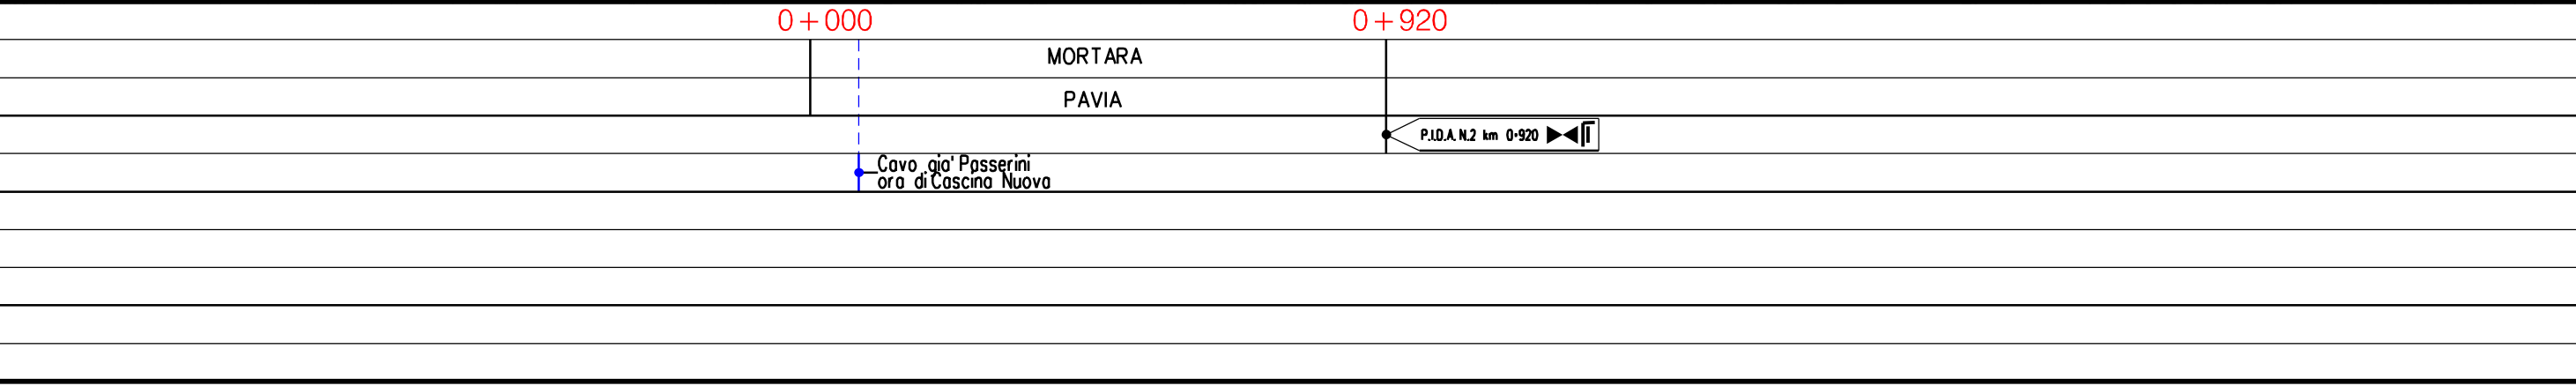 0+000 0+920
MORTARA
PAVIA
P.I.D.A. N.2 km 0+920
Cavo gia' Passerini
ora di Cascina Nuova